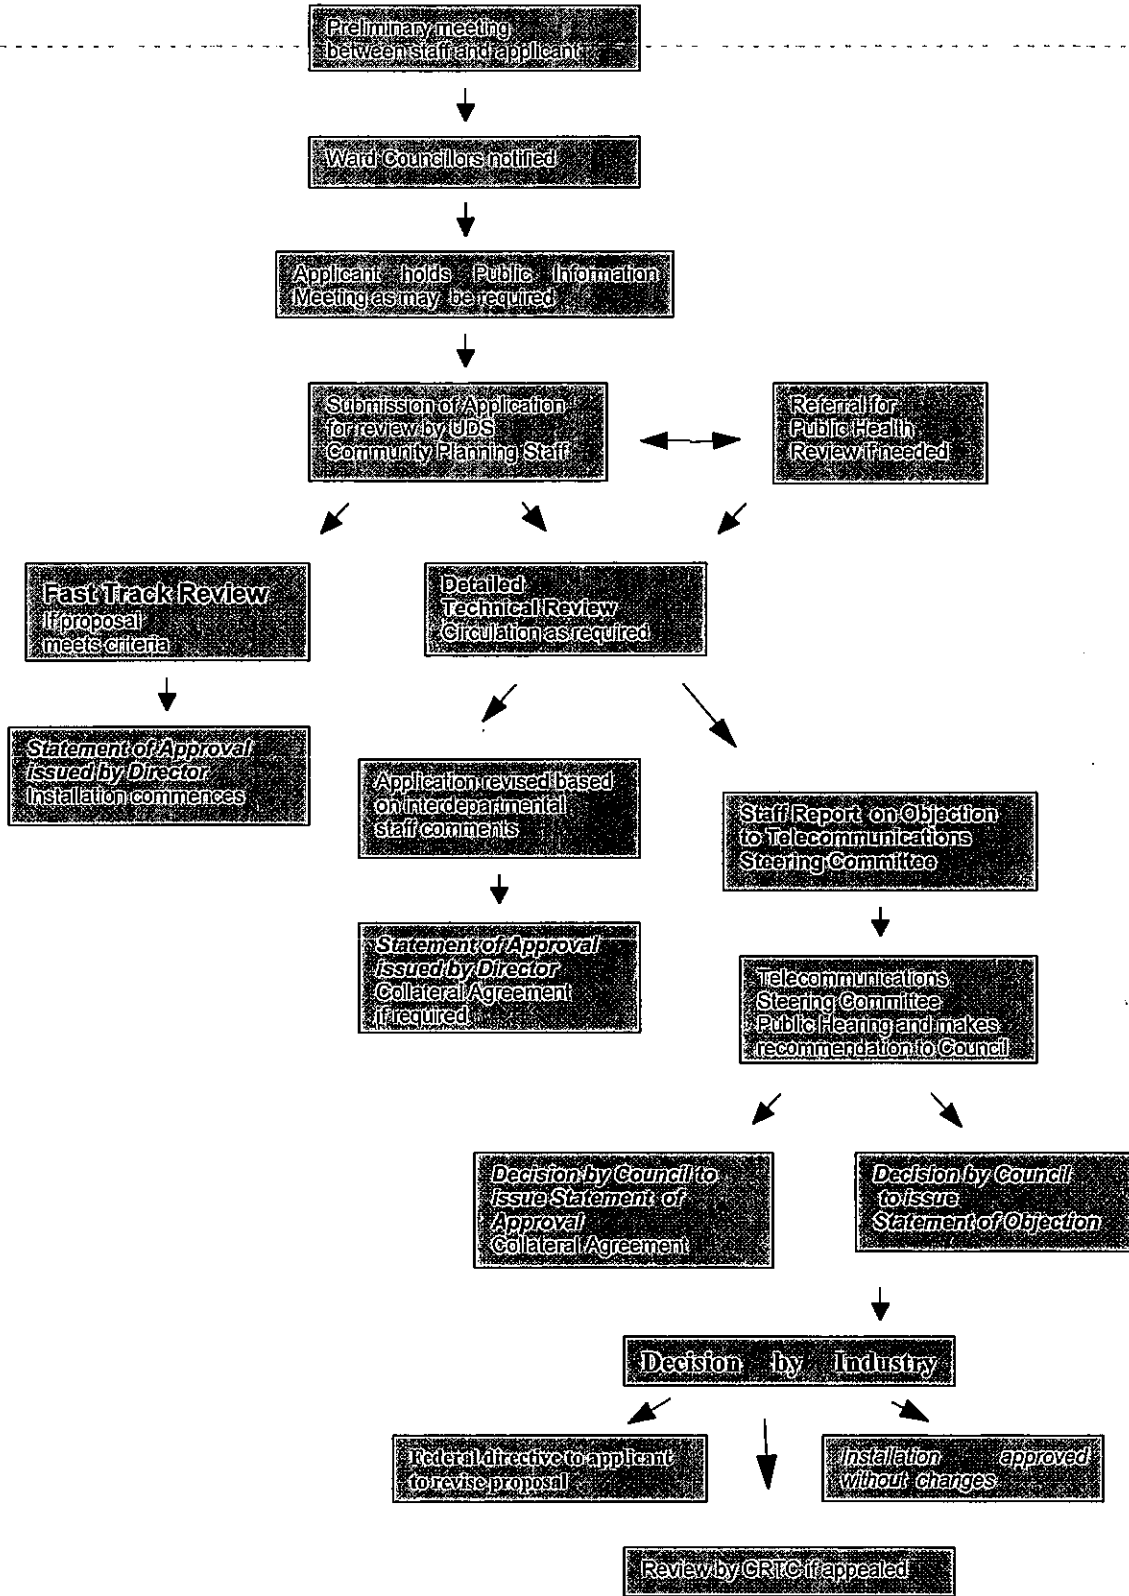 Preliminary meeting
between staff and applicant
Ward Councillors notified
Applicant holds Public Information
Meeting as may be required
Submission of Application
for review by UDS
Community Planning Staff
Referral for
Public Health
Review if needed
Fast Track Review
If proposal
meets criteria
Detailed
Technical Review
Circulation as required
Statement of Approval
issued by Director
Installation commences
Application revised based
on interdepartmental
staff comments
Staff Report on Objection
to Telecommunications
Steering Committee
Statement of Approval
issued by Director
Collateral Agreement
if required
Telecommunications
Steering Committee
Public Hearing and makes
recommendation to Council
Decision by Council to
issue Statement of
Approval
Collateral Agreement
Decision by Council
to issue
Statement of Objection
Decision by Industry
Federal directive to applicant
to revise proposal
Installation approved
without changes
Review by CRTC if appealed